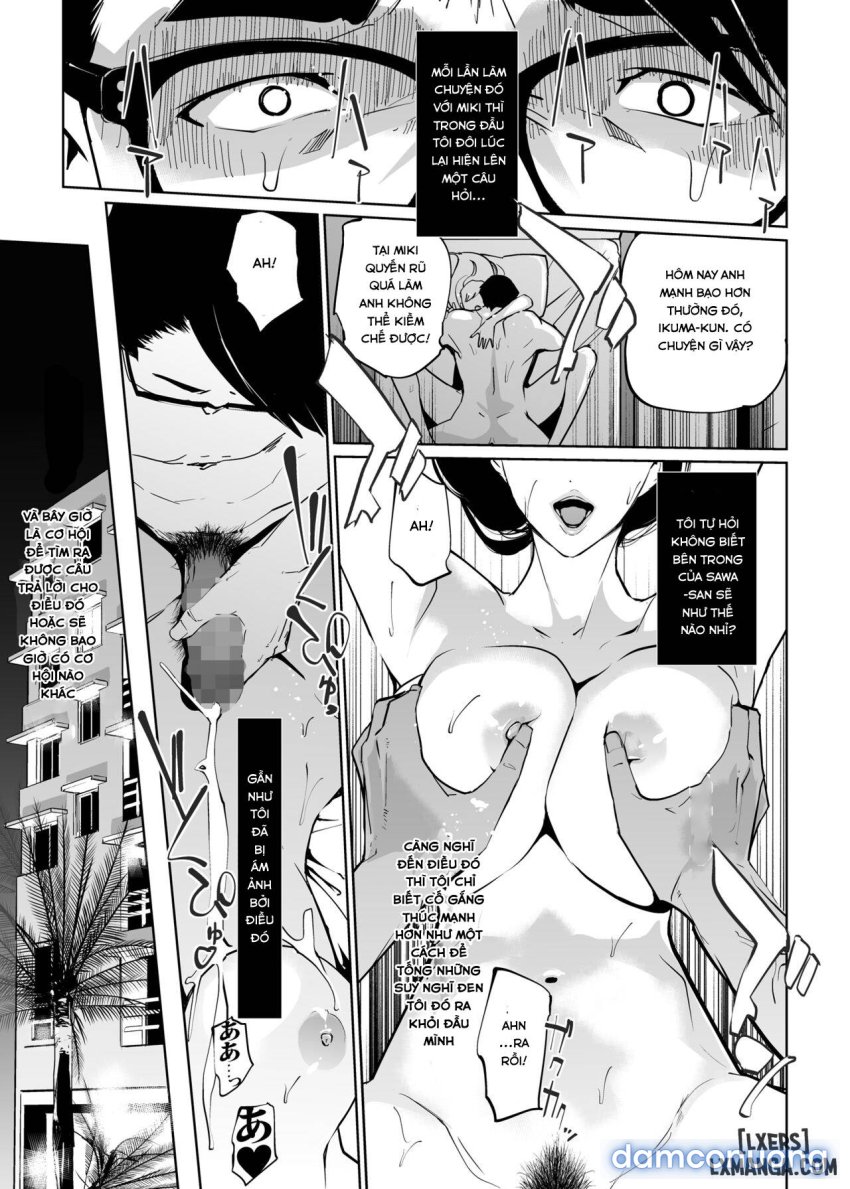 MỖI LẦN LÀM
CHUYỆN ĐÓ
VỚI MIKI THÌ
TRONG ĐẦU
TÔI ĐÔI LÚC
LẠI HIỆN LÊN
MỘT CÂU
HỎI...
HÔM NAY ANH
MẠNH BẠO HƠN
THƯỜNG ĐÓ,
IKUMA-KUN. CÓ
CHUYỆN GÌ VẬY?
TẠI MIKI
QUYẾN RŨ
QUÁ LÀM
ANH KHÔNG
THỂ KIỀM
CHẾ ĐƯỢC!
AH!
TÔI TỰ HỎI
KHÔNG BIẾT
BÊN TRONG
CỦA SAWA
-SAN SẼ
NHƯ THẾ
NÀO NHỈ?
AH!
CÀNG NGHĨ
ĐẾN ĐIỀU ĐÓ
THÌ TÔI CHỈ
BIẾT CỐ GẮNG
THÚC MẠNH
HƠN NHƯ MỘT
CÁCH ĐỂ
TỐNG NHỮNG
SUY NGHĨ ĐEN
TỐI ĐÓ RA
KHỎI ĐẦU
MÌNH
AHN
...RA
RỒI!
GẦN
NHƯ TÔI
ĐÃ
BỊ
ÁM
ẢNH
BỞI
ĐIỀU
ĐÓ
ああ…っ
あ♥
VÀ BÂY GIỜ
LÀ CƠ HỘI
ĐỂ TÌM RA
ĐƯỢC CÂU
TRẢ LỜI CHO
ĐIỀU ĐÓ
HOẶC SẼ
KHÔNG BAO
GIỜ CÓ CƠ
HỘI NÀO
KHÁC
[LXERS]
damconuong
LXMANGA.COM